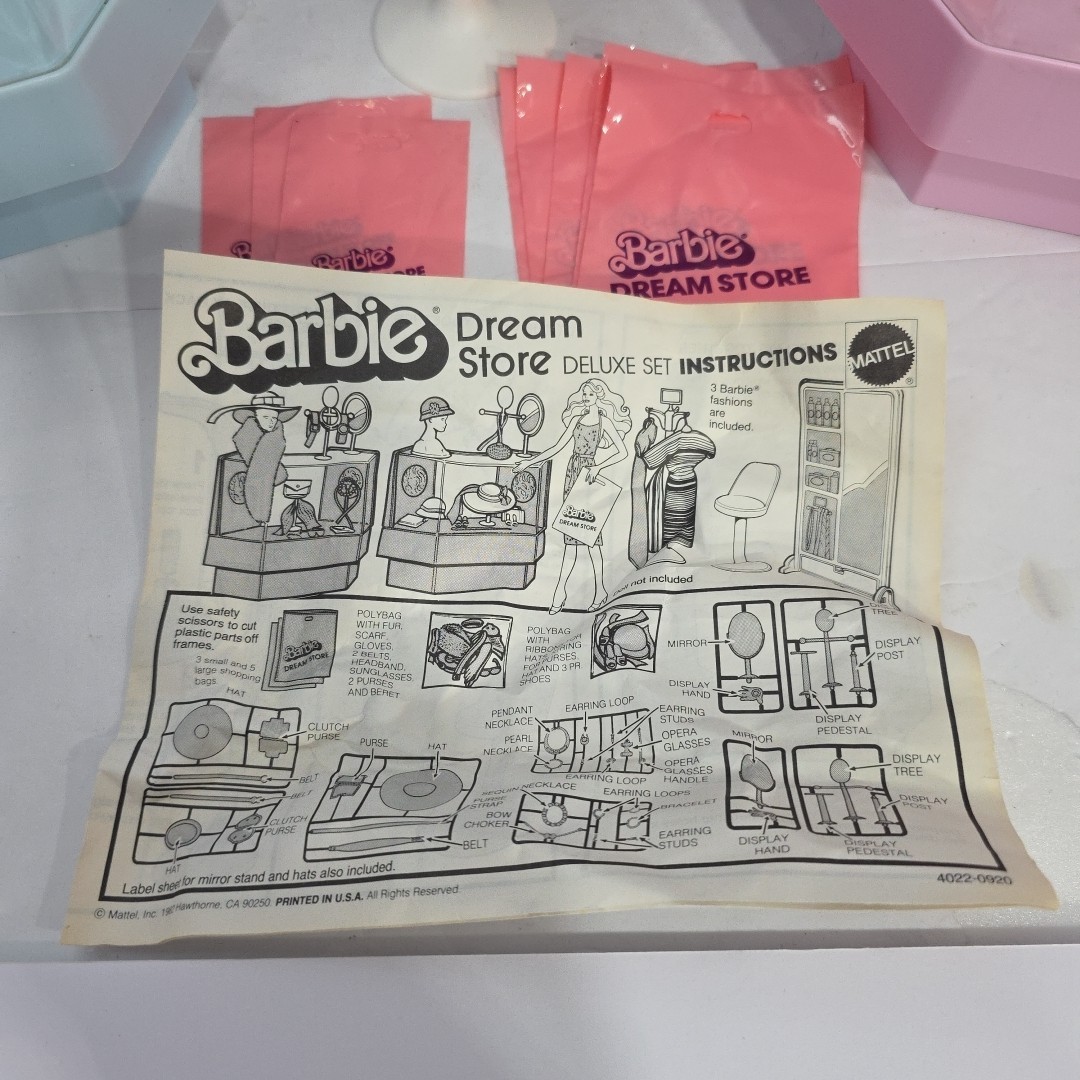 Barbie®
Barbie®
DREAM STORE
Barbie® Dream
Store DELUXE SET INSTRUCTIONS
MATTEL®
3 Barbie®
fashions
are
included.
Barbie
DREAM STORE
not included
Use safety
scissors to cut
plastic parts off
frames.
3 small and 5
large shopping
bags.
Barbie
DREAM STORE
POLYBAG
WITH FUR,
SCARF,
GLOVES,
2 BELTS,
HEADBAND,
SUNGLASSES,
2 PURSES
AND BERET
POLYBAG
WITH
AND 3 PR.
SHOES
MIRROR
DISPLAY
HAND
TREE
DISPLAY
POST
DISPLAY
PEDESTAL
HAT
CLUTCH
PURSE
BELT
BELT
CLUTCH
PURSE
HAT
PURSE
HAT
PURSE
STRAP
BELT
PENDANT
NECKLACE
EARRING LOOP
EARRING
STUDS
PEARL
NECKLACE
OPERA
GLASSES
OPERA
GLASSES
HANDLE
EARRING LOOP
SEQUIN NECKLACE
EARRING LOOPS
BOW
CHOKER
BRACELET
EARRING
STUDS
MIRROR
DISPLAY
HAND
DISPLAY
TREE
DISPLAY
POST
DISPLAY
PEDESTAL
Label sheet for mirror stand and hats also included.
4022-0920
© Mattel, Inc. Hawthorne, CA 90250. PRINTED IN U.S.A. All Rights Reserved.